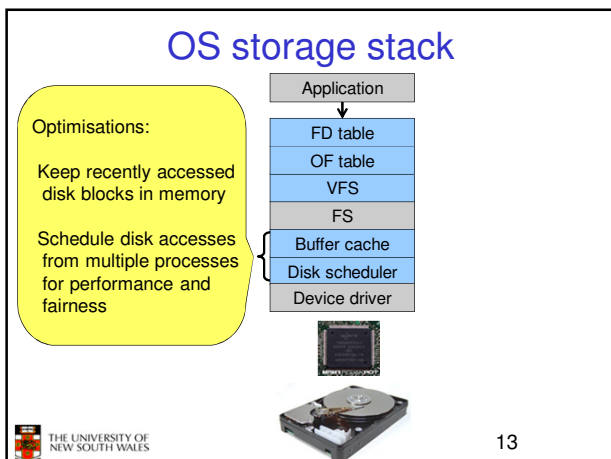 OS storage stack
Application
Optimisations:
Keep recently accessed
disk blocks in memory
Schedule disk accesses
from multiple processes
for performance and
fairness
FD table
OF table
VFS
FS
Buffer cache
Disk scheduler
Device driver
THE UNIVERSITY OF
NEW SOUTH WALES
13